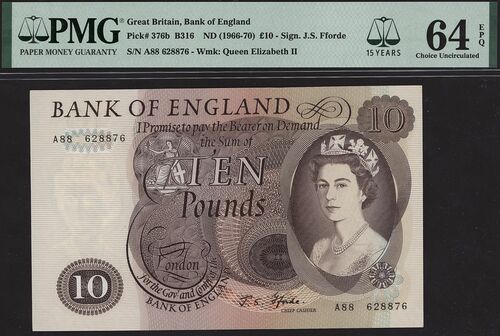 PMG
PAPER MONEY GUARANTY
Great Britain, Bank of England
Pick# 376b B316 ND (1966-70) £10 - Sign. J.S. Fforde
S/N A88 628876 - Wmk: Queen Elizabeth II
15 YEARS
64 EPQ
Choice Uncirculated
BANK OF ENGLAND
10
I Promise to pay the Bearer on Demand
the Sum of
A88 628876
TEN
Pounds
London
for the Gov: and Comp: of the
BANK OF ENGLAND
10
J. S. Fforde.
CHIEF CASHIER
A88 628876